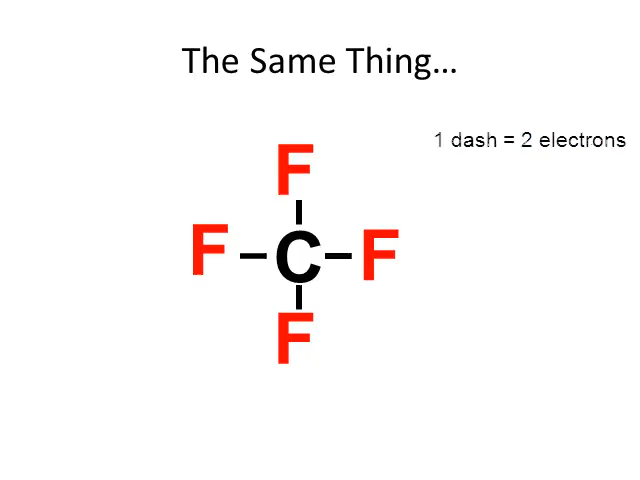 The Same Thing…
1 dash = 2 electrons
F
F – C – F
F